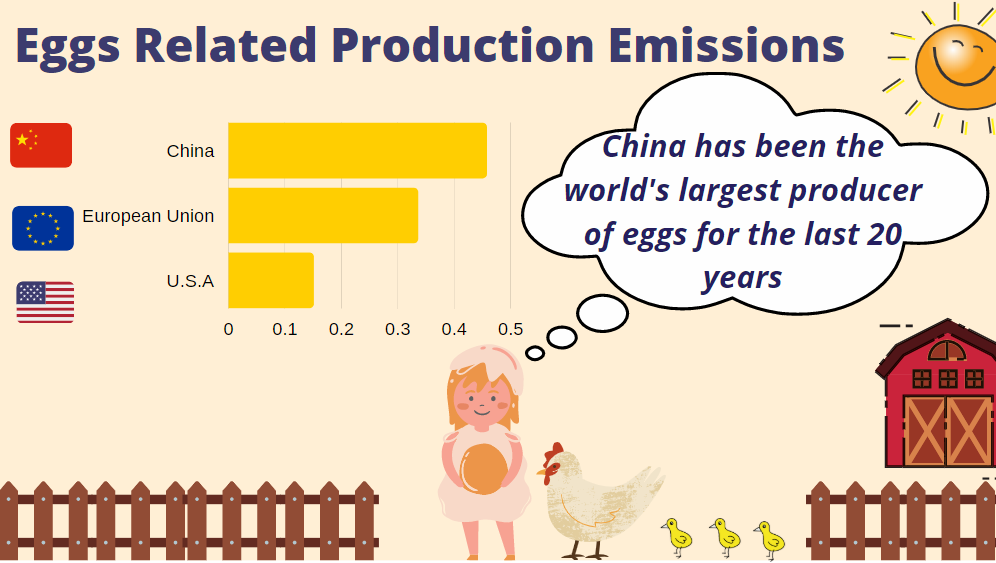 Eggs Related Production Emissions
China has been the
world's largest producer
of eggs for the last 20
years
China
European Union
U.S.A
0 0.1 0.2 0.3 0.4 0.5